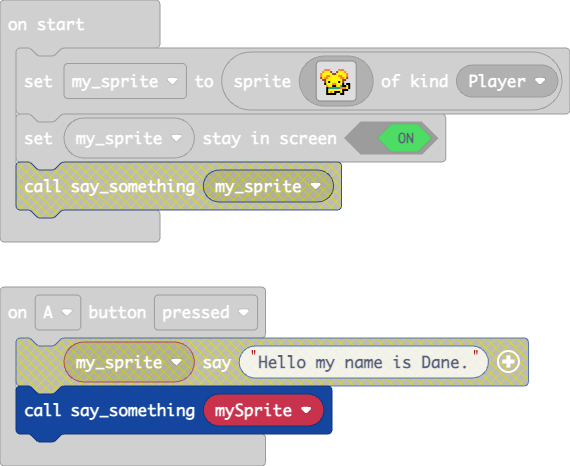 on start
set my_sprite to sprite of kind Player
set my_sprite stay in screen ON
call say_something my_sprite
on A button pressed
my_sprite say "Hello my name is Dane."
call say_something mySprite